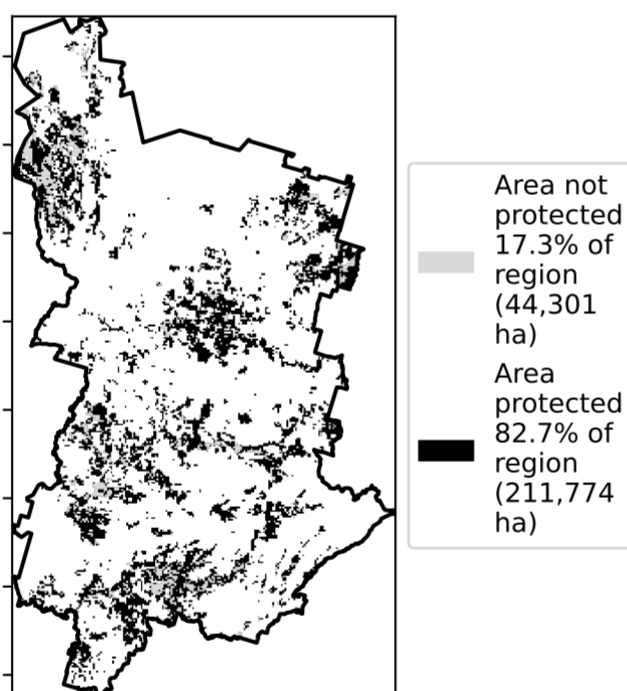 Area not
protected
17.3% of
region
(44,301
ha)
Area
protected
82.7% of
region
(211,774
ha)